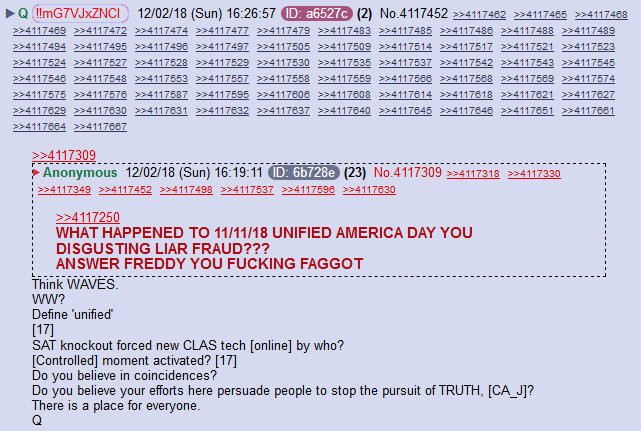 Q !!mG7VJxZNCI 12/02/18 (Sun) 16:26:57 ID: a6527c (2) No.4117452 >>4117462 >>4117465 >>4117468
>>4117469 >>4117472 >>4117474 >>4117477 >>4117479 >>4117483 >>4117485 >>4117486 >>4117488 >>4117489
>>4117494 >>4117495 >>4117496 >>4117497 >>4117505 >>4117509 >>4117514 >>4117517 >>4117521 >>4117523
>>4117524 >>4117527 >>4117528 >>4117529 >>4117530 >>4117535 >>4117537 >>4117542 >>4117543 >>4117545
>>4117546 >>4117548 >>4117553 >>4117557 >>4117558 >>4117559 >>4117566 >>4117568 >>4117569 >>4117574
>>4117575 >>4117576 >>4117587 >>4117595 >>4117606 >>4117608 >>4117614 >>4117618 >>4117621 >>4117627
>>4117629 >>4117630 >>4117631 >>4117632 >>4117637 >>4117640 >>4117645 >>4117646 >>4117651 >>4117661
>>4117664 >>4117667
>>4117309
Anonymous 12/02/18 (Sun) 16:19:11 ID: 6b728e (23) No.4117309 >>4117318 >>4117330
>>4117349 >>4117452 >>4117498 >>4117537 >>4117596 >>4117630
>>4117250
WHAT HAPPENED TO 11/11/18 UNIFIED AMERICA DAY YOU
DISGUSTING LIAR FRAUD???
ANSWER FREDDY YOU FUCKING FAGGOT
Think WAVES.
WW?
Define 'unified'
[17]
SAT knockout forced new CLAS tech [online] by who?
[Controlled] moment activated? [17]
Do you believe in coincidences?
Do you believe your efforts here persuade people to stop the pursuit of TRUTH, [CA_J]?
There is a place for everyone.
Q